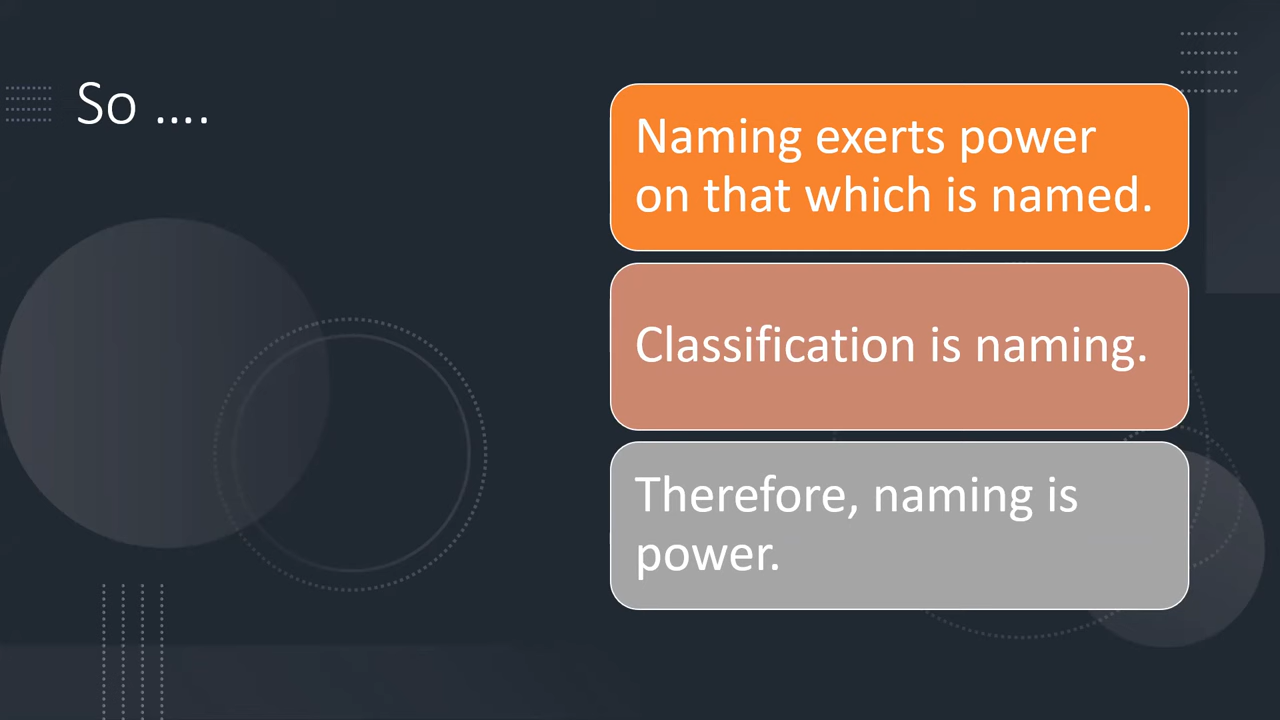 So ....
Naming exerts power
on that which is named.
Classification is naming.
Therefore, naming is
power.